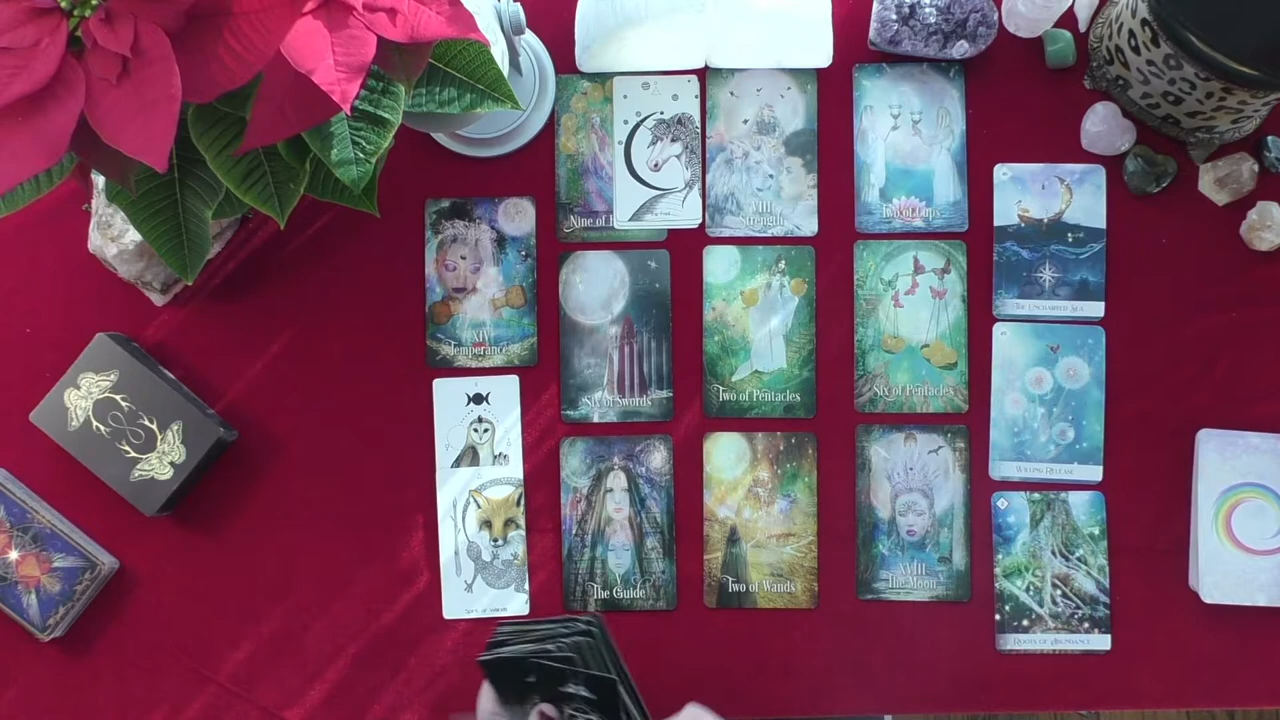 Nine of
The Fool
VIII
Strength
Two of Cups
XIV
Temperance
Six of Swords
Two of Pentacles
Six of Pentacles
THE UNCHARTED SEA
WILLING RELEASE
V
The Guide
Two of Wands
XVIII
The Moon
ROOTS OF ABUNDANCE
of Wands